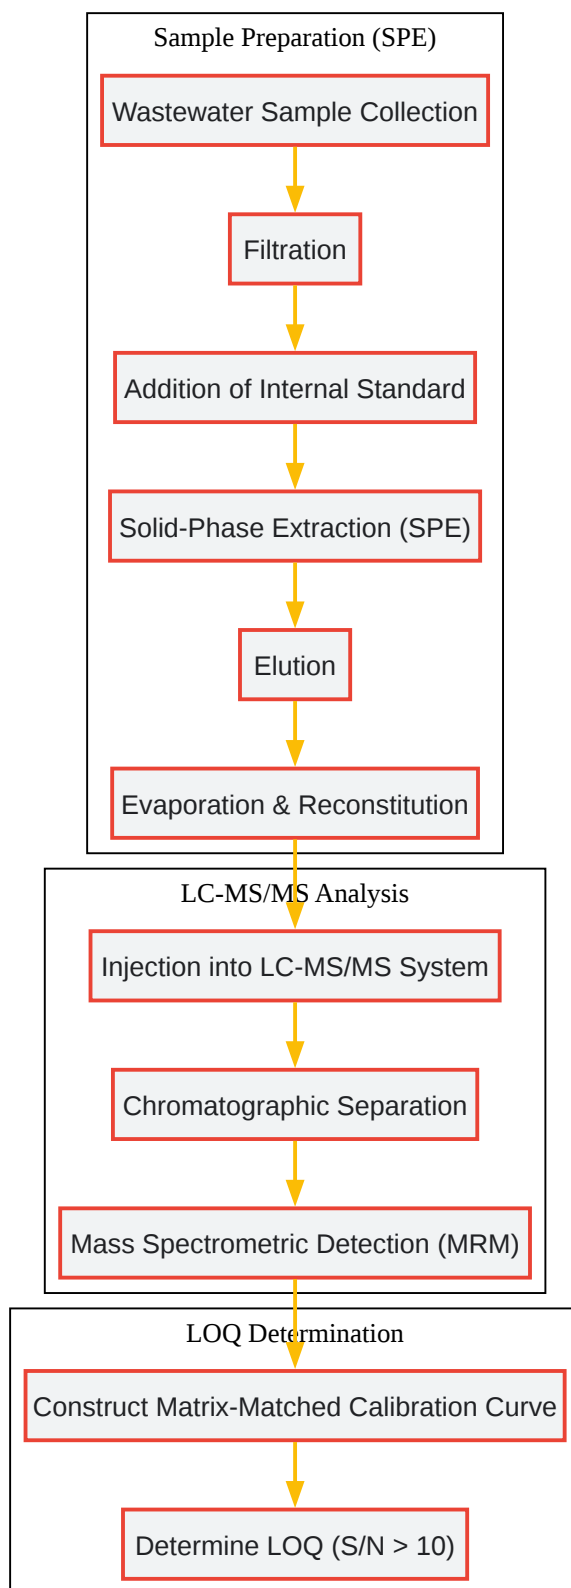 Sample Preparation (SPE)
Wastewater Sample Collection
Filtration
Addition of Internal Standard
Solid-Phase Extraction (SPE)
Elution
Evaporation & Reconstitution
LC-MS/MS Analysis
Injection into LC-MS/MS System
Chromatographic Separation
Mass Spectrometric Detection (MRM)
LOQ Determination
Construct Matrix-Matched Calibration Curve
Determine LOQ (S/N > 10)